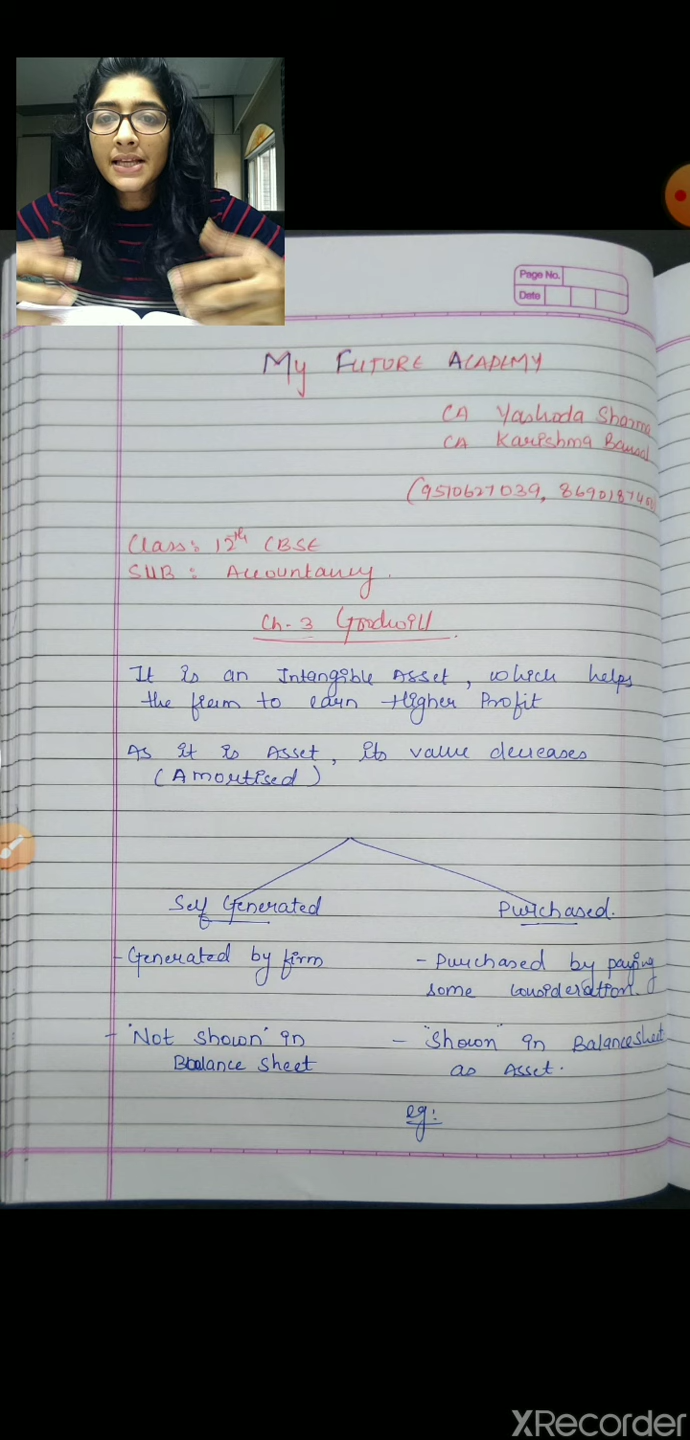 Page No.
Date
My FUTURE ACADEMY
CA Yashoda Sharma
CA Karishma Bansal
(9510627039, 86901874
Class: 12th CBSE
SUB : Accountancy.
Ch-3 Goodwill.
It is an Intangible Asset, which helps
the firm to earn Higher Profit
As it is Asset, its value decreases
(Amortised)
Self Generated
Purchased.
- Generated by firm
- Purchased by paying
some consideration.
- "Not Shown" in
Balance Sheet
- "Shown" in Balancesheet
as Asset.
eg:
XRecorder